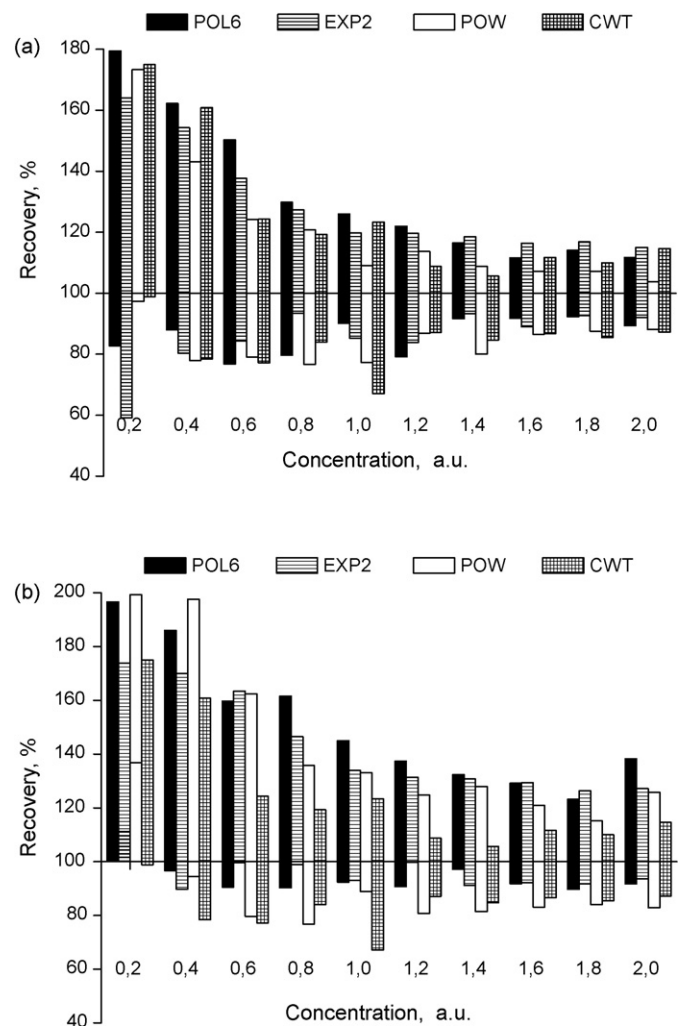 POL6 EXP2 POW CWT
(a)
180
160
140
120
100
80
60
40
Recovery, %
0,2 0,4 0,6 0,8 1,0 1,2 1,4 1,6 1,8 2,0
Concentration, a.u.
POL6 EXP2 POW CWT
(b)
200
180
160
140
120
100
80
60
40
Recovery, %
0,2 0,4 0,6 0,8 1,0 1,2 1,4 1,6 1,8 2,0
Concentration, a.u.